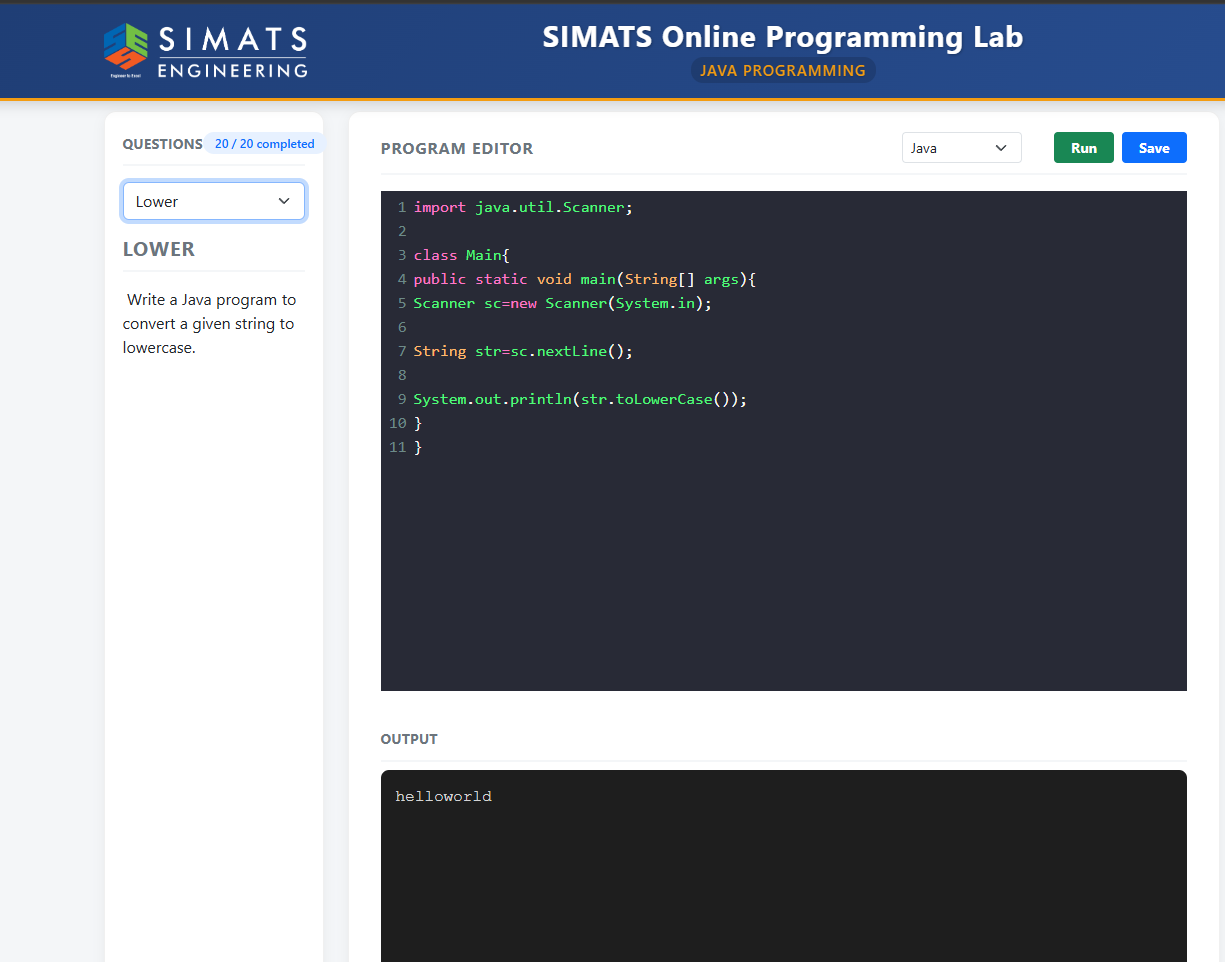 SIMATS
ENGINEERING
Engineer to Excel
SIMATS Online Programming Lab
JAVA PROGRAMMING
QUESTIONS 20 / 20 completed
Lower
LOWER
Write a Java program to
convert a given string to
lowercase.
PROGRAM EDITOR
Java
Run
Save
1 import java.util.Scanner;
2
3 class Main{
4 public static void main(String[] args){
5 Scanner sc=new Scanner(System.in);
6
7 String str=sc.nextLine();
8
9 System.out.println(str.toLowerCase());
10 }
11 }
OUTPUT
helloworld